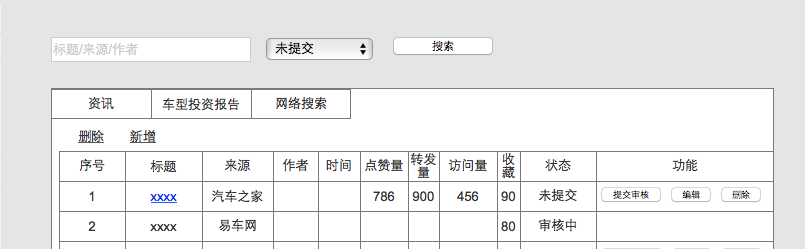 标题/来源/作者 未提交 搜索
资讯 车型投资报告 网络搜索
删除 新增
序号 标题 来源 作者 时间 点赞量 转发量 访问量 收藏 状态 功能
1 xxxx 汽车之家 786 900 456 90 未提交 提交审核 编辑 删除
2 xxxx 易车网 80 审核中